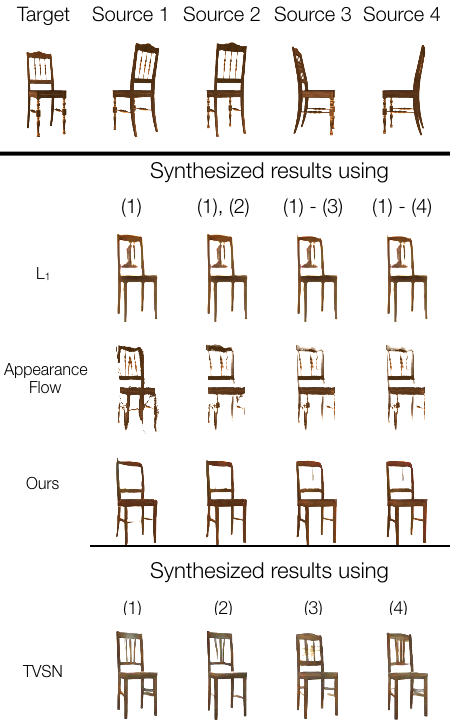 Target Source 1 Source 2 Source 3 Source 4
Synthesized results using
(1) (1), (2) (1) - (3) (1) - (4)
L₁
Appearance
Flow
Ours
Synthesized results using
(1) (2) (3) (4)
TVSN